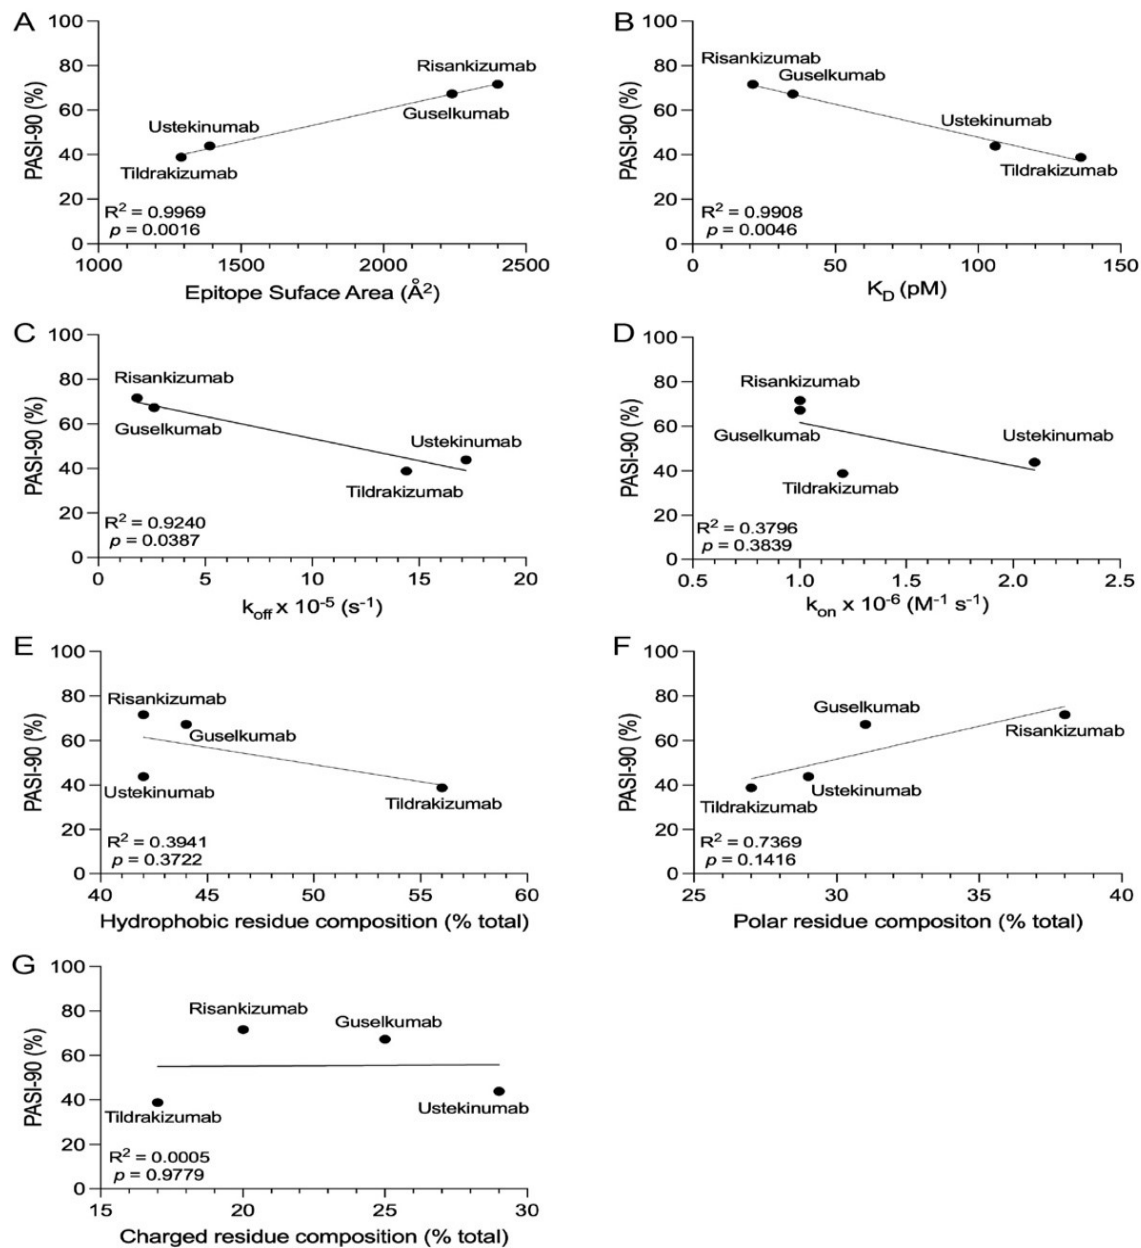 A
100
80
60
40
20
0
PASI-90 (%)
Risankizumab
Guselkumab
Ustekinumab
Tildrakizumab
R² = 0.9969
p = 0.0016
1000 1500 2000 2500
Epitope Suface Area (Å²)
B
100
80
60
40
20
0
PASI-90 (%)
Risankizumab
Guselkumab
Ustekinumab
Tildrakizumab
R² = 0.9908
p = 0.0046
0 50 100 150
K_D (pM)
C
100
80
60
40
20
0
PASI-90 (%)
Risankizumab
Guselkumab
Ustekinumab
Tildrakizumab
R² = 0.9240
p = 0.0387
0 5 10 15 20
k_off x 10⁻⁵ (s⁻¹)
D
100
80
60
40
20
0
PASI-90 (%)
Risankizumab
Guselkumab
Ustekinumab
Tildrakizumab
R² = 0.3796
p = 0.3839
0.5 1.0 1.5 2.0 2.5
k_on x 10⁻⁶ (M⁻¹ s⁻¹)
E
100
80
60
40
20
0
PASI-90 (%)
Risankizumab
Guselkumab
Ustekinumab
Tildrakizumab
R² = 0.3941
p = 0.3722
40 45 50 55 60
Hydrophobic residue composition (% total)
F
100
80
60
40
20
0
PASI-90 (%)
Guselkumab
Risankizumab
Ustekinumab
Tildrakizumab
R² = 0.7369
p = 0.1416
25 30 35 40
Polar residue compositon (% total)
G
100
80
60
40
20
0
PASI-90 (%)
Risankizumab
Guselkumab
Tildrakizumab
Ustekinumab
R² = 0.0005
p = 0.9779
15 20 25 30
Charged residue composition (% total)